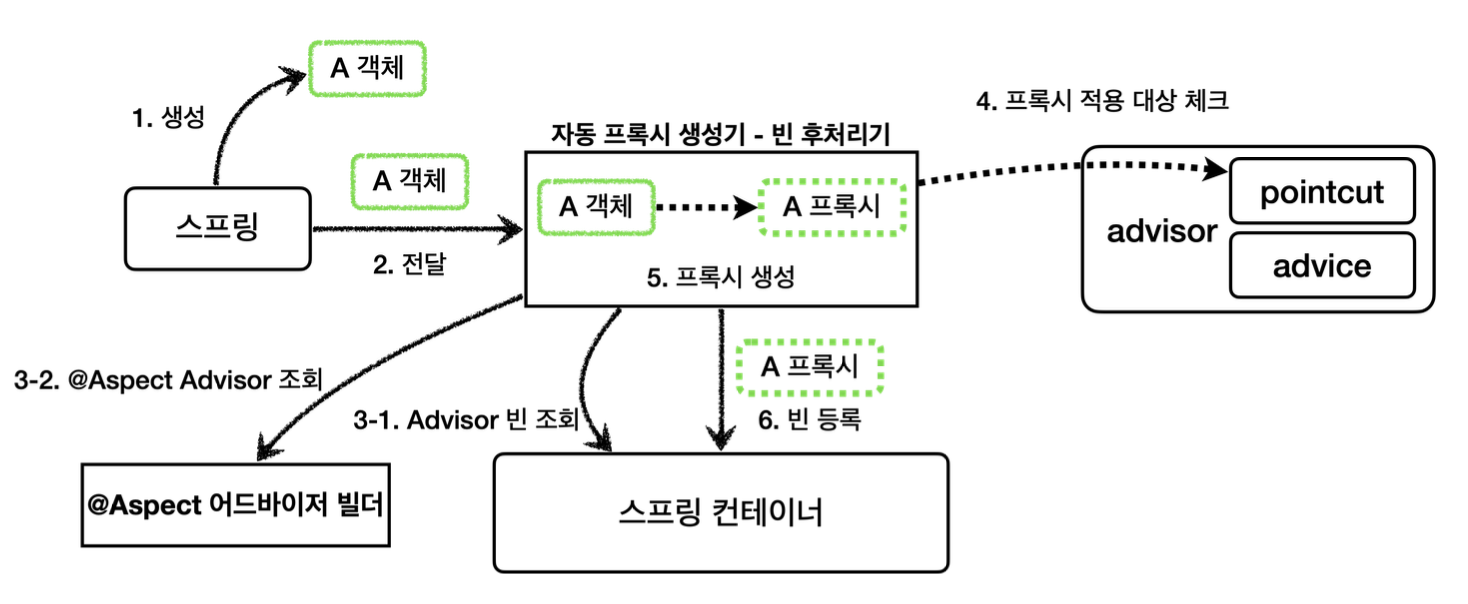 A 객체
1. 생성
4. 프록시 적용 대상 체크
자동 프록시 생성기 - 빈 후처리기
A 객체
A 객체
A 프록시
pointcut
스프링
advisor
2. 전달
5. 프록시 생성
advice
A 프록시
3-2. @Aspect Advisor 조회
3-1. Advisor 빈 조회
6. 빈 등록
@Aspect 어드바이저 빌더
스프링 컨테이너